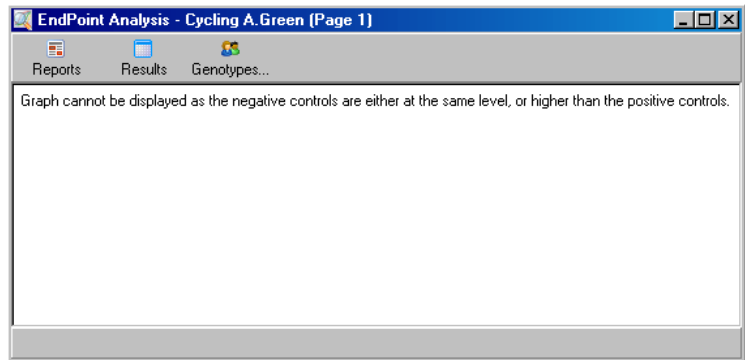 EndPoint Analysis - Cycling A.Green (Page 1)
Reports Results Genotypes...
Graph cannot be displayed as the negative controls are either at the same level, or higher than the positive controls.